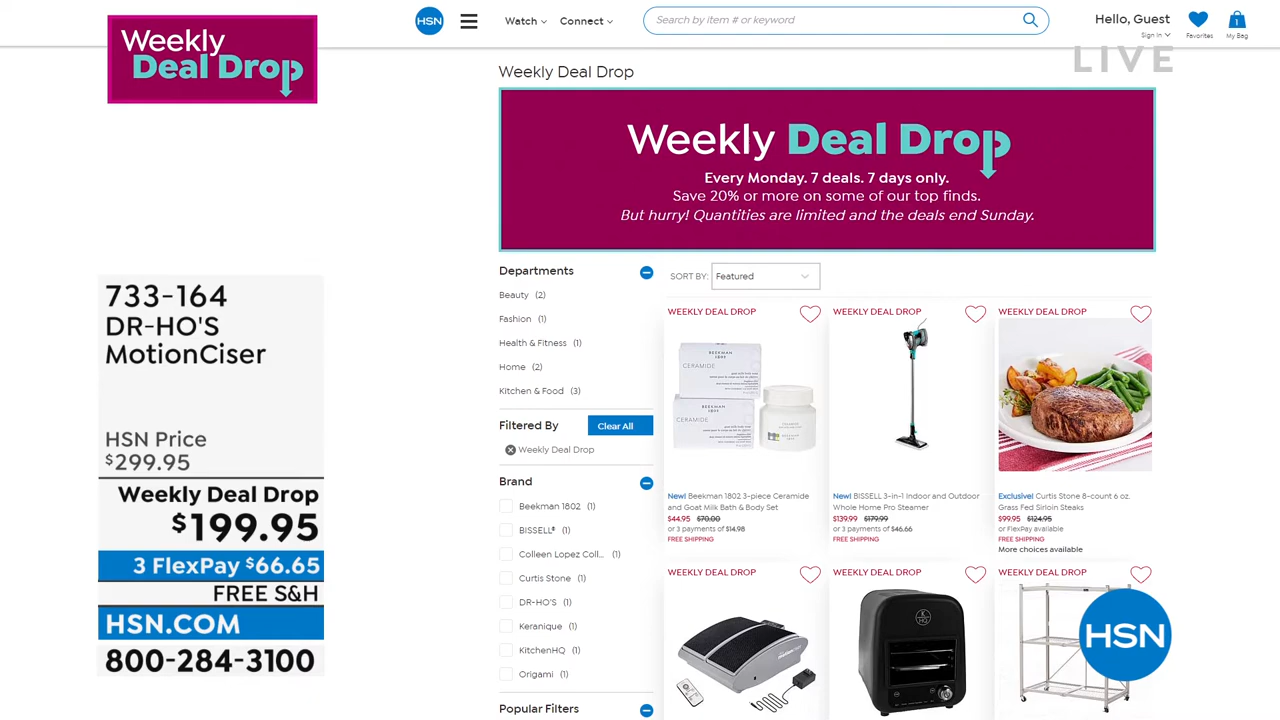 Weekly
Deal Drop
HSN
Watch
Connect
Search by item # or keyword
Hello, Guest
Sign In
Favorites
1
My Bag
LIVE
Weekly Deal Drop
Weekly Deal Drop
Every Monday. 7 deals. 7 days only.
Save 20% or more on some of our top finds.
But hurry! Quantities are limited and the deals end Sunday.
733-164
DR-HO'S
MotionCiser
HSN Price
$299.95
Weekly Deal Drop
$199.95
3 FlexPay $66.65
FREE S&H
HSN.COM
800-284-3100
Departments
Beauty (2)
Fashion (1)
Health & Fitness (1)
Home (2)
Kitchen & Food (3)
Filtered By
Clear All
Weekly Deal Drop
Brand
Beekman 1802 (1)
BISSELL® (1)
Colleen Lopez Coll... (1)
Curtis Stone (1)
DR-HO'S (1)
Keranique (1)
KitchenHQ (1)
Origami (1)
Popular Filters
SORT BY: Featured
WEEKLY DEAL DROP
BEEKMAN
1802
CERAMIDE
CERAMIDE
New! Beekman 1802 3-piece Ceramide
and Goat Milk Bath & Body Set
$44.95 $70.00
or 3 payments of $14.98
FREE SHIPPING
WEEKLY DEAL DROP
New! BISSELL 3-in-1 Indoor and Outdoor
Whole Home Pro Steamer
$139.99 $179.99
or 3 payments of $46.66
FREE SHIPPING
WEEKLY DEAL DROP
Exclusive! Curtis Stone 8-count 6 oz.
Grass Fed Sirloin Steaks
$99.95 $124.95
or FlexPay available
FREE SHIPPING
More choices available
WEEKLY DEAL DROP
WEEKLY DEAL DROP
K
HQ
WEEKLY DEAL DROP
HSN